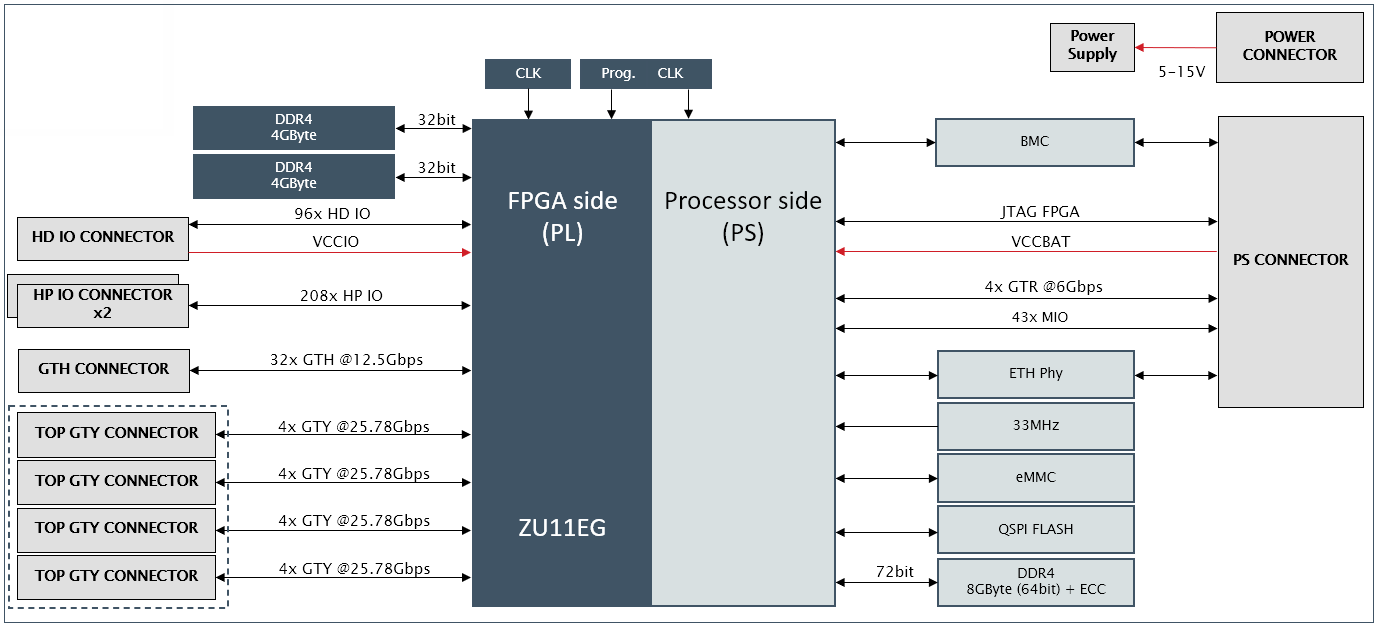 Power
Supply
5-15V
POWER
CONNECTOR
CLK
Prog. CLK
DDR4
4GByte
32bit
DDR4
4GByte
32bit
HD IO CONNECTOR
96x HD IO
VCCIO
HP IO CONNECTOR
x2
208x HP IO
GTH CONNECTOR
32x GTH @12.5Gbps
TOP GTY CONNECTOR
4x GTY @25.78Gbps
TOP GTY CONNECTOR
4x GTY @25.78Gbps
TOP GTY CONNECTOR
4x GTY @25.78Gbps
TOP GTY CONNECTOR
4x GTY @25.78Gbps
FPGA side
(PL)
ZU11EG
Processor side
(PS)
BMC
JTAG FPGA
VCCBAT
4x GTR @6Gbps
43x MIO
PS CONNECTOR
ETH Phy
33MHz
eMMC
QSPI FLASH
72bit
DDR4
8GByte (64bit) + ECC